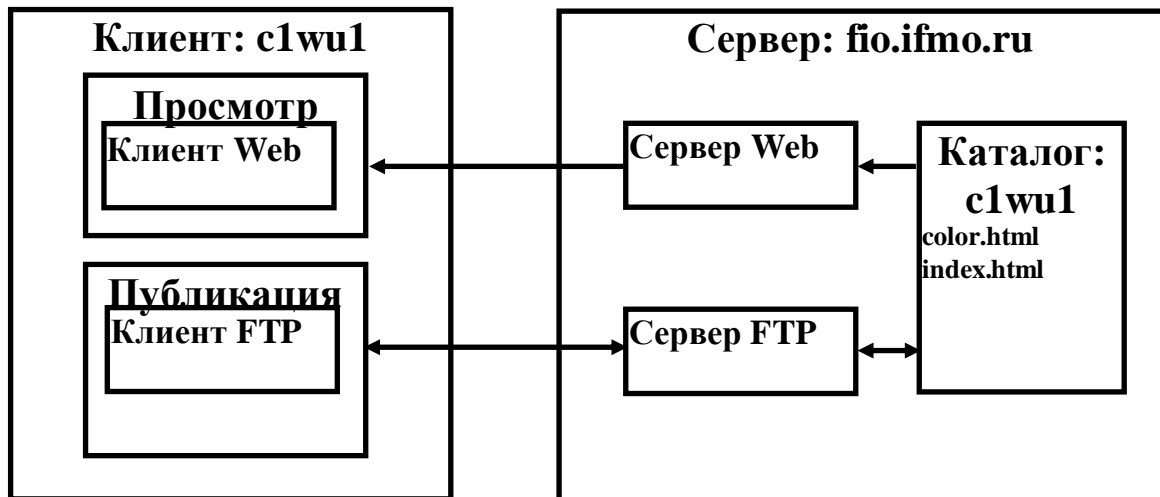 Клиент: c1wu1
Просмотр
Клиент Web
Публикация
Клиент FTP
Сервер: fio.ifmo.ru
Сервер Web
Сервер FTP
Каталог:
c1wu1
color.html
index.html